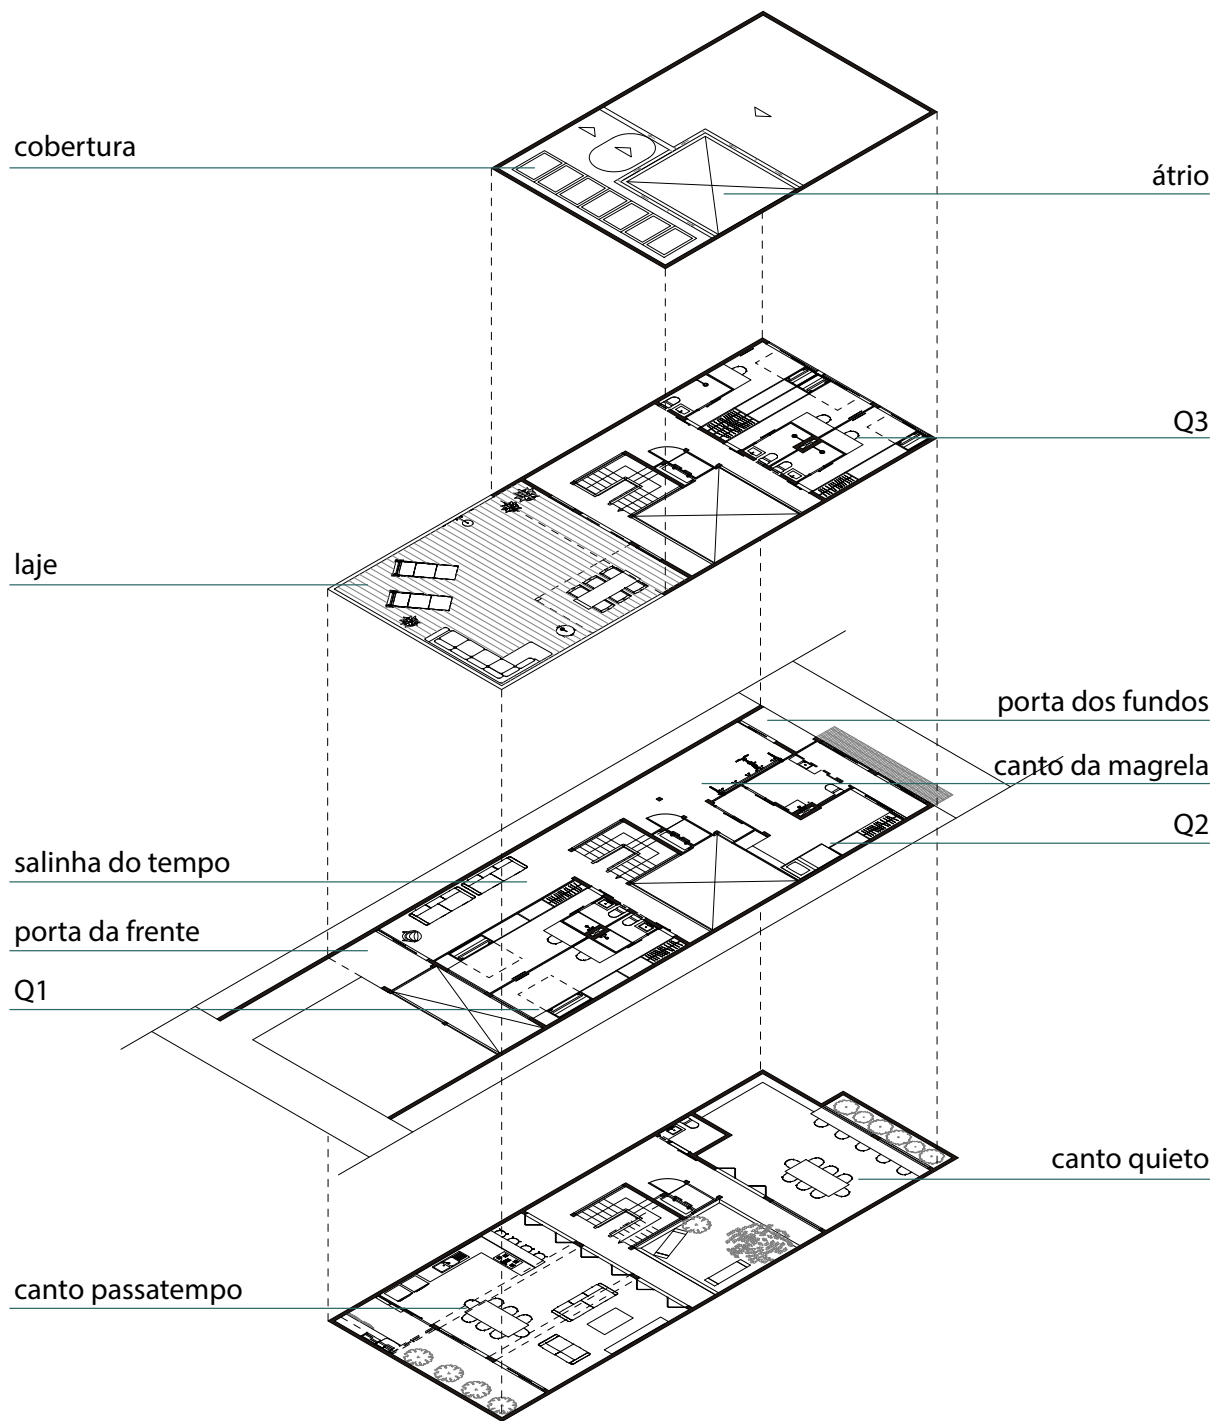 cobertura
átrio
Q3
laje
porta dos fundos
canto da magrela
Q2
salinha do tempo
porta da frente
Q1
canto quieto
canto passatempo